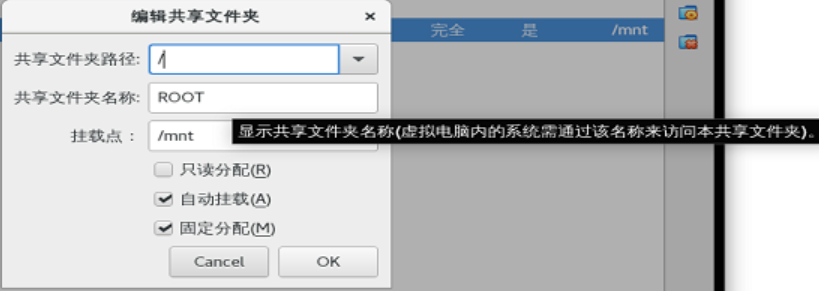 编辑共享文件夹
×
完全 是 /mnt
共享文件夹路径: /
共享文件夹名称: ROOT
显示共享文件夹名称(虚拟电脑内的系统需通过该名称来访问本共享文件夹)。
挂载点： /mnt
只读分配(R)
自动挂载(A)
固定分配(M)
Cancel OK